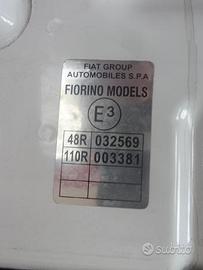 FIAT GROUP
AUTOMOBILES S.P.A
FIORINO MODELS
E3
48R 032569
110R 003381
subito